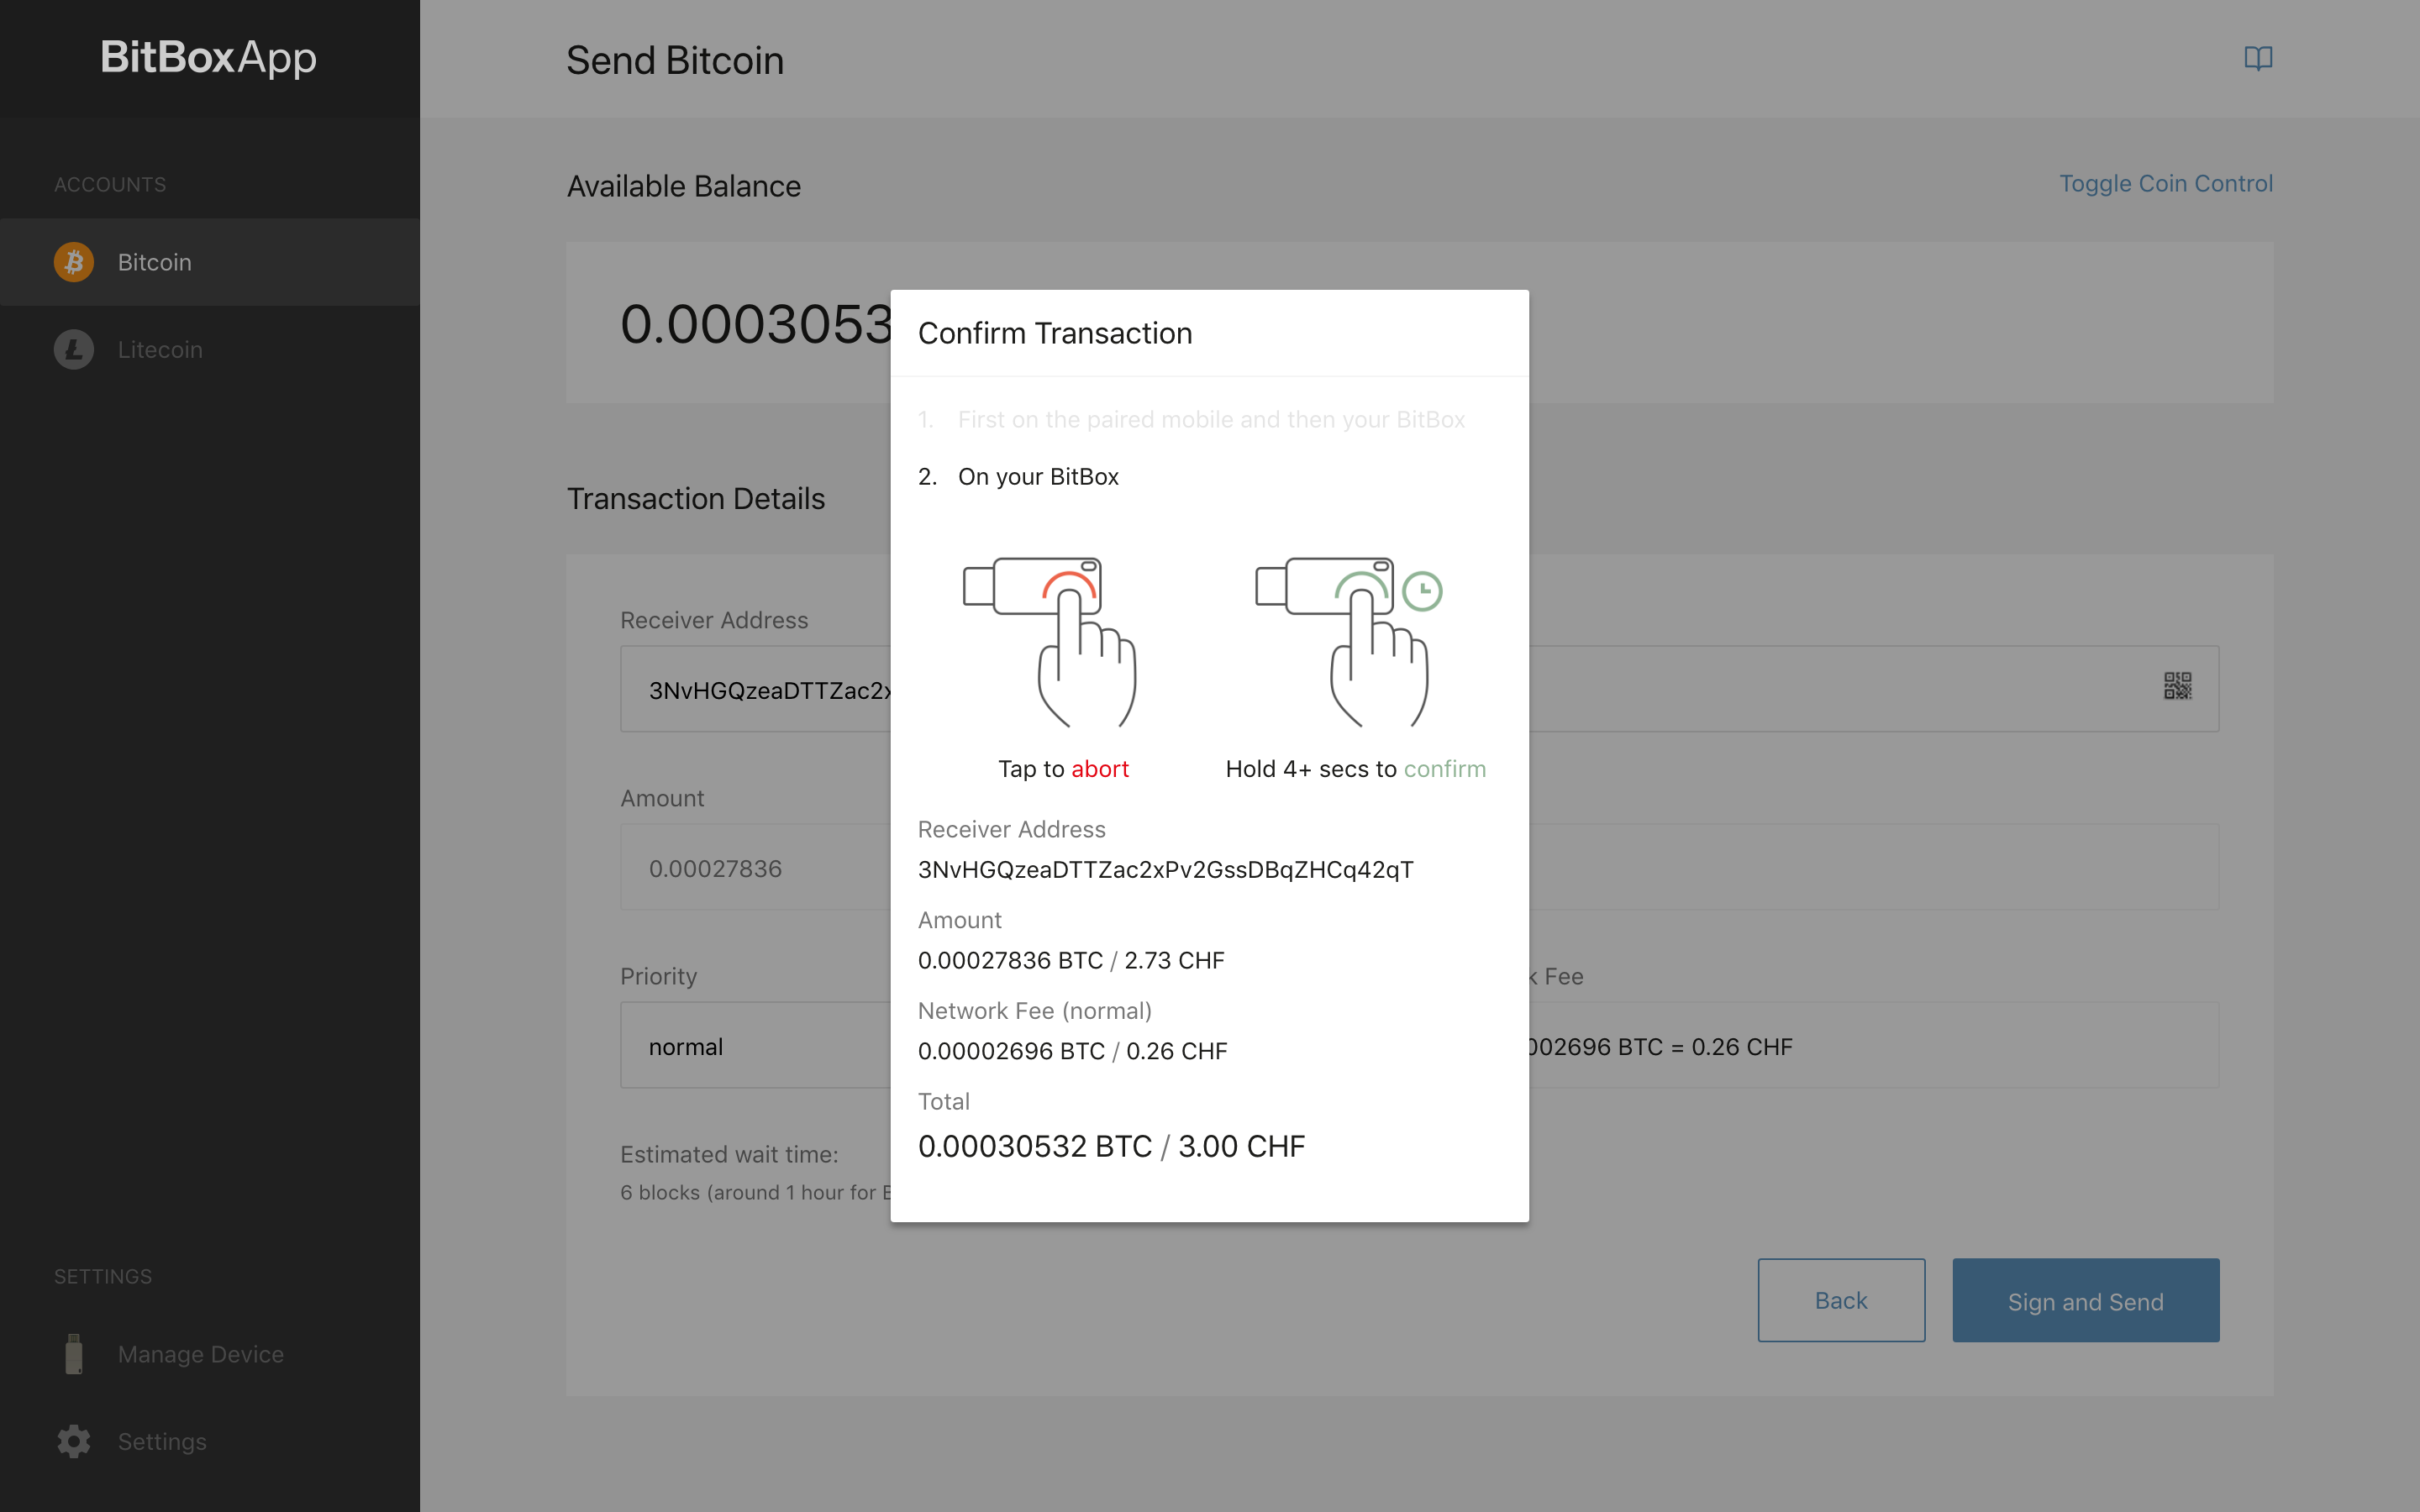 BitBoxApp
Send Bitcoin
ACCOUNTS
Bitcoin
Litecoin
SETTINGS
Manage Device
Settings
Available Balance
Toggle Coin Control
0.0003053
Transaction Details
Receiver Address
3NvHGQzeaDTTZac2x
Amount
0.00027836
Priority
Fee
normal
002696 BTC = 0.26 CHF
Estimated wait time:
6 blocks (around 1 hour for
Back
Sign and Send
Confirm Transaction
1. First on the paired mobile and then your BitBox
2. On your BitBox
Tap to abort
Hold 4+ secs to confirm
Receiver Address
3NvHGQzeaDTTZac2xPv2GssDBqZHCq42qT
Amount
0.00027836 BTC / 2.73 CHF
Network Fee (normal)
0.00002696 BTC / 0.26 CHF
Total
0.00030532 BTC / 3.00 CHF